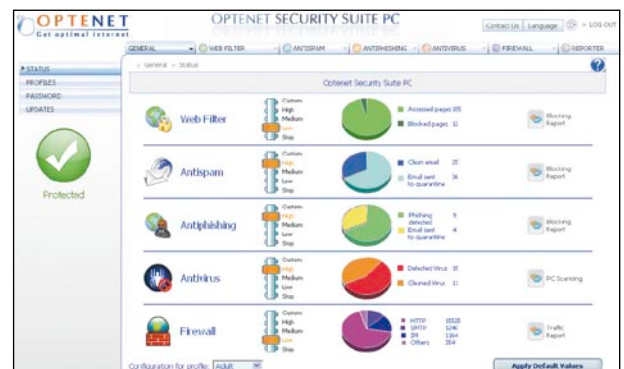 OPTENET
Get optimal internet
OPTENET SECURITY SUITE PC
Contact Us Language > LOG OUT
GENERAL WEB FILTER ANTISPAM ANTIPHISHING ANTIVIRUS FIREWALL REPORTER
STATUS
PROFILES
PASSWORD
UPDATES
Protected
General > Status
Optenet Security Suite PC
Web Filter
Custom
High
Medium
Low
Stop
Accessed pages
Blocked pages
Blocking
Report
Antispam
Custom
High
Medium
Low
Stop
Clean email 25
Email sent
to quarantine
Blocking
Report
Antiphishing
Custom
High
Medium
Low
Stop
Phishing
detected
Email sent
to quarantine
Blocking
Report
Antivirus
Custom
High
Medium
Low
Stop
Detected Virus
Cleaned Virus
PC Scanning
Firewall
Custom
High
Medium
Low
Stop
HTTP
SMTP
IM
Others
Traffic
Report
Configuration for profile: Adult
Apply Default Values